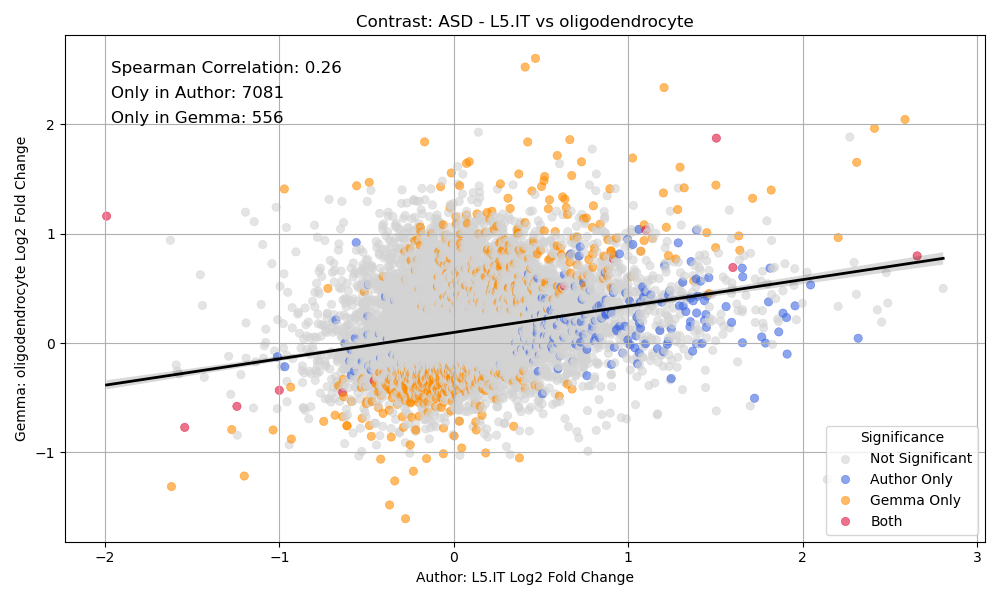 Contrast: ASD - L5.IT vs oligodendrocyte
Spearman Correlation: 0.26
Only in Author: 7081
Only in Gemma: 556
Gemma: oligodendrocyte Log2 Fold Change
2
1
0
−1
Significance
Not Significant
Author Only
Gemma Only
Both
−2
−1
0
1
2
3
Author: L5.IT Log2 Fold Change